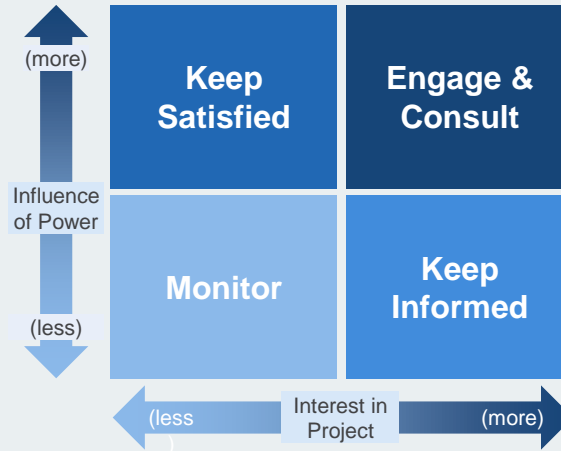 (more)
Keep
Satisfied
Engage &
Consult
Influence
of Power
Monitor
Keep
Informed
(less)
(less
)
Interest in
Project
(more)